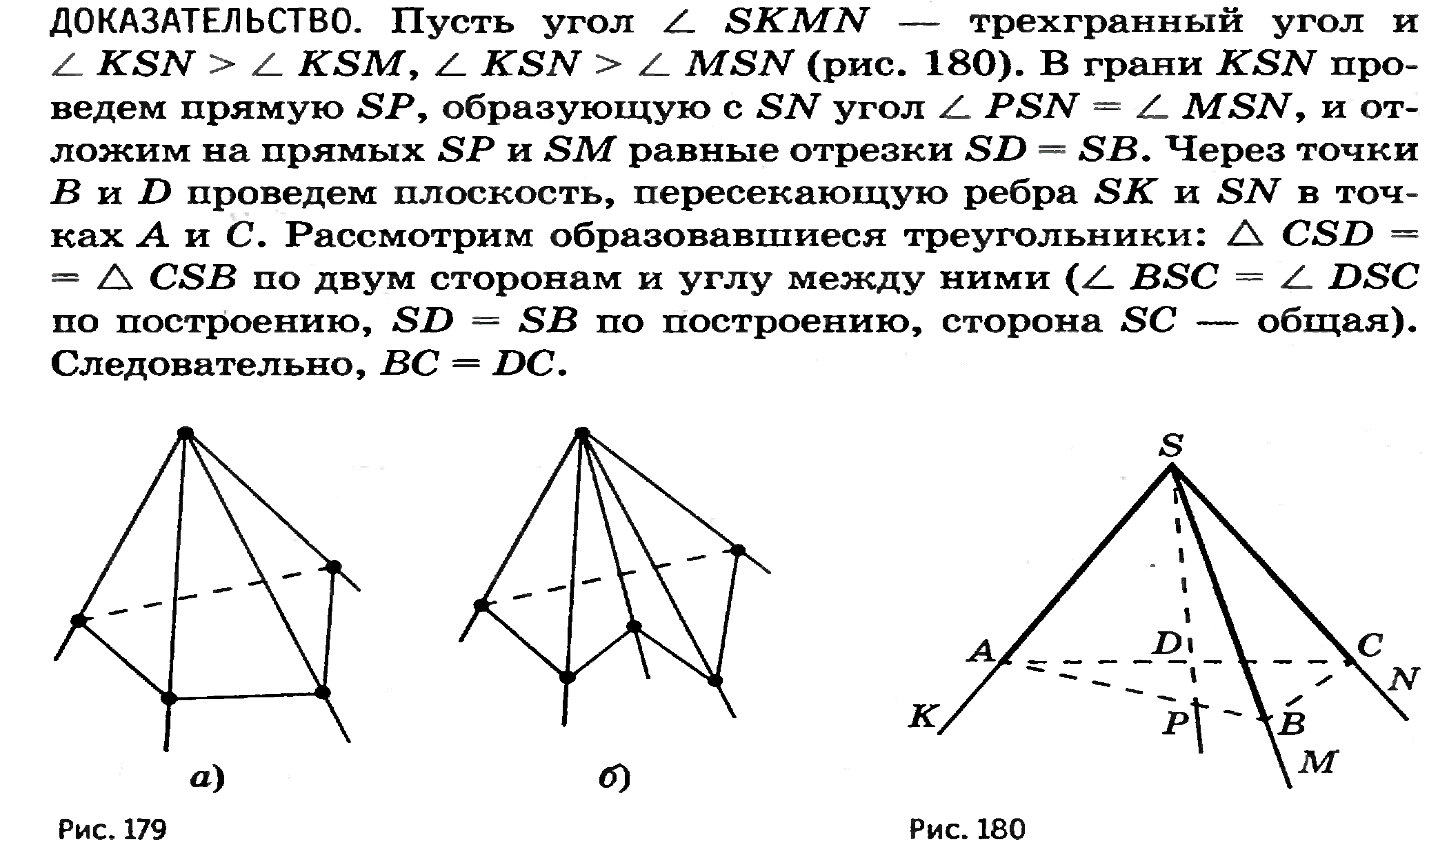 ДОКАЗАТЕЛЬСТВО. Пусть угол ∠ SKMN — трехгранный угол и
∠ KSN > ∠ KSM, ∠ KSN > ∠ MSN (рис. 180). В грани KSN про-
ведем прямую SP, образующую с SN угол ∠ PSN = ∠ MSN, и от-
ложим на прямых SP и SM равные отрезки SD = SB. Через точки
B и D проведем плоскость, пересекающую ребра SK и SN в точ-
ках A и C. Рассмотрим образовавшиеся треугольники: △ CSD =
= △ CSB по двум сторонам и углу между ними (∠ BSC = ∠ DSC
по построению, SD = SB по построению, сторона SC — общая).
Следовательно, BC = DC.
S
A
D
C
N
K
P
B
M
а)
б)
Рис. 179
Рис. 180